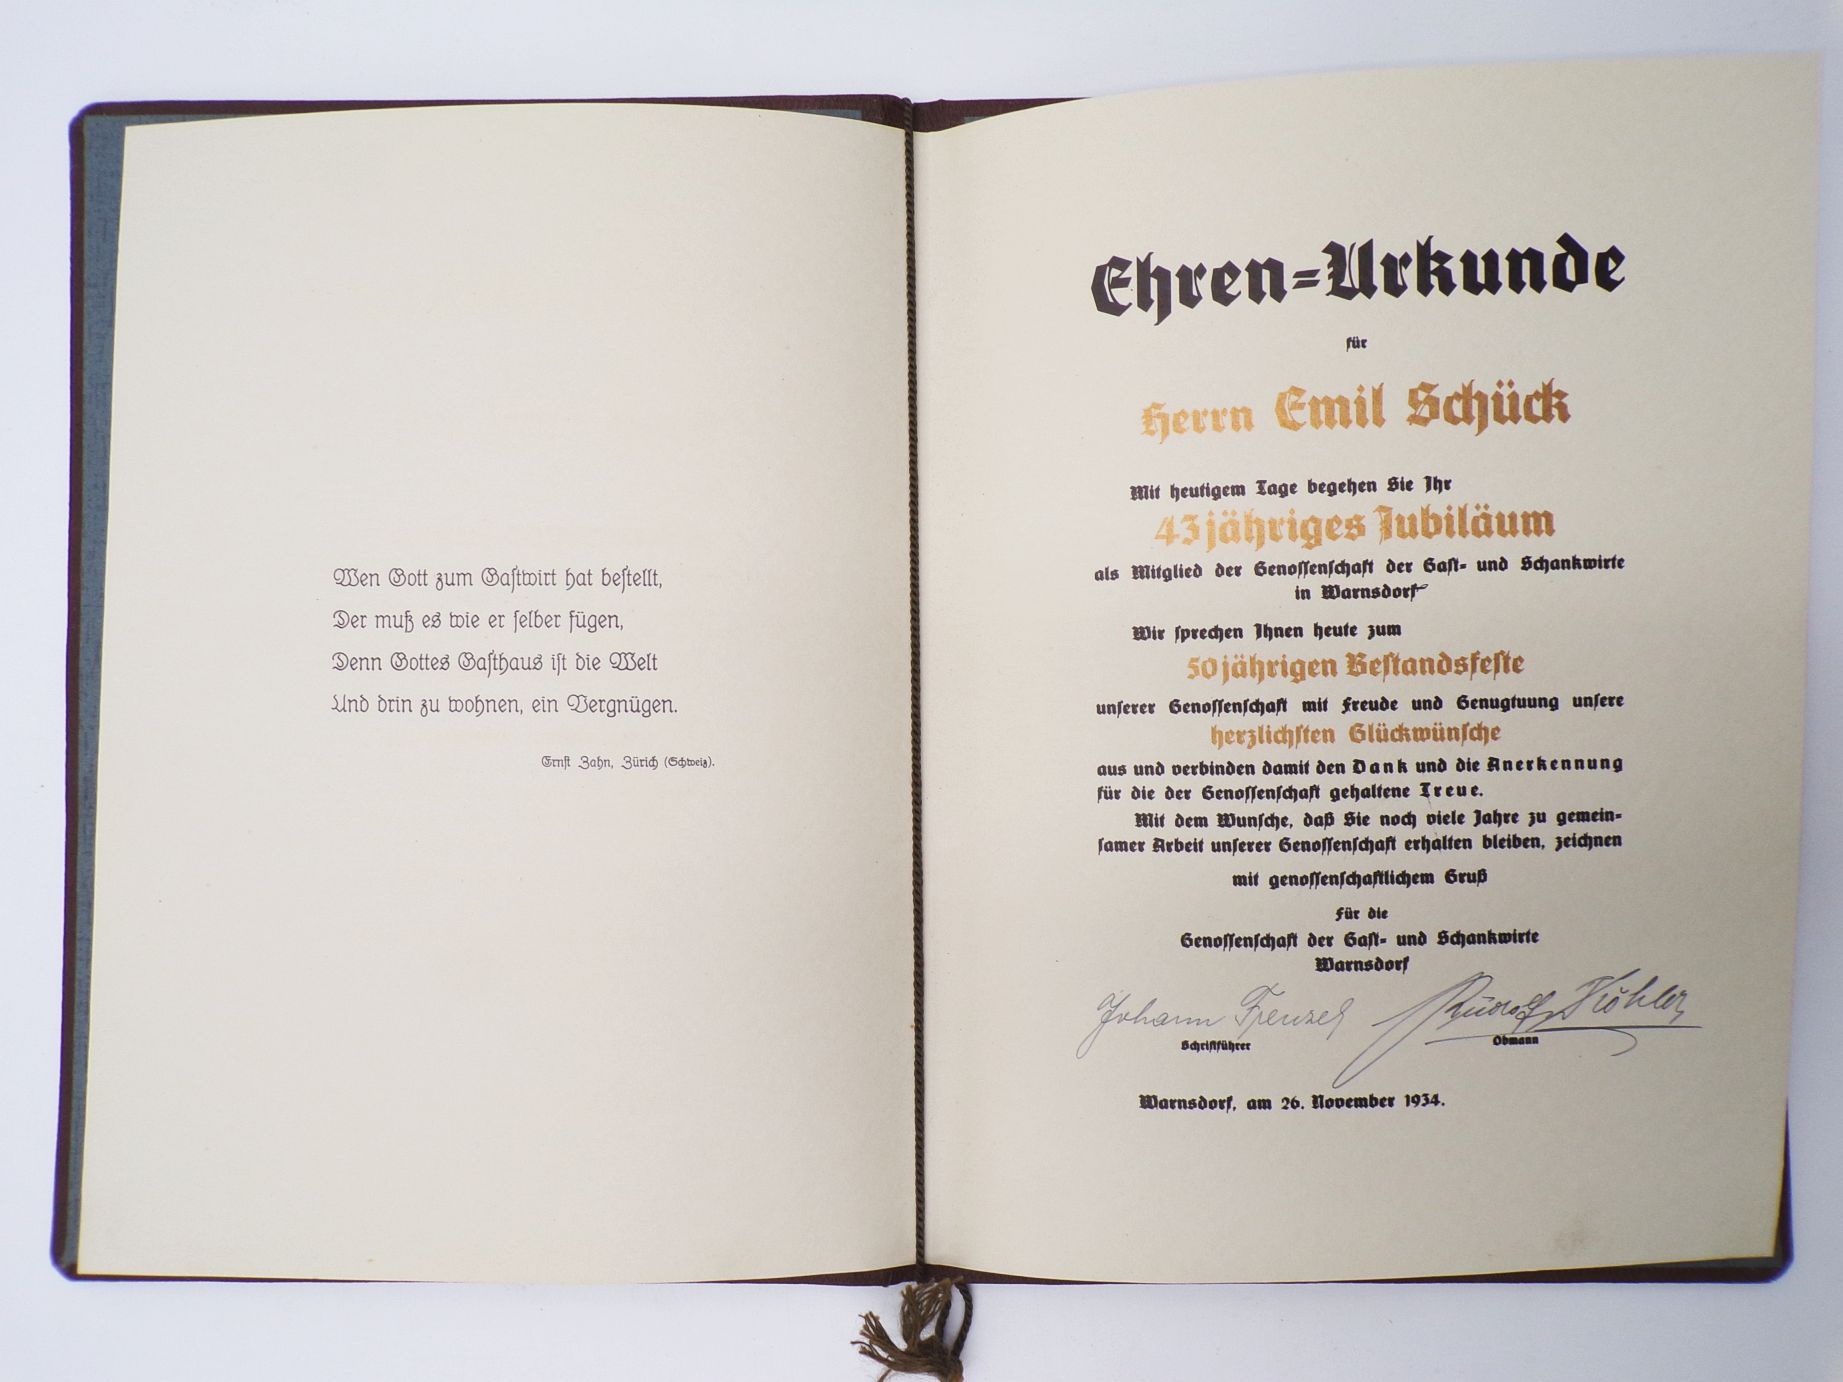 Wen Gott zum Gastwirt hat bestellt,
Der muß es wie er selber fügen,
Denn Gottes Gasthaus ist die Welt
Und drin zu wohnen, ein Vergnügen.
Ernst Zahn, Zürich (Schweiz).
Ehren-Urkunde
für
Herrn Emil Schück
Mit heutigem Tage begehen Sie Ihr
43jähriges Jubiläum
als Mitglied der Genossenschaft der Gast- und Schankwirte
in Warnsdorf
Wir sprechen Ihnen heute zum
50jährigen Bestandsfeste
unserer Genossenschaft mit Freude und Genugtuung unsere
herzlichsten Glückwünsche
aus und verbinden damit den Dank und die Anerkennung
für die der Genossenschaft gehaltene Treue.
Mit dem Wunsche, daß Sie noch viele Jahre zu gemein-
samer Arbeit unserer Genossenschaft erhalten bleiben, zeichnen
mit genossenschaftlichem Gruß
Für die
Genossenschaft der Gast- und Schankwirte
Warnsdorf
Johann Frenzel Rudolf Köhler
Schriftführer Obmann
Warnsdorf, am 26. November 1934.